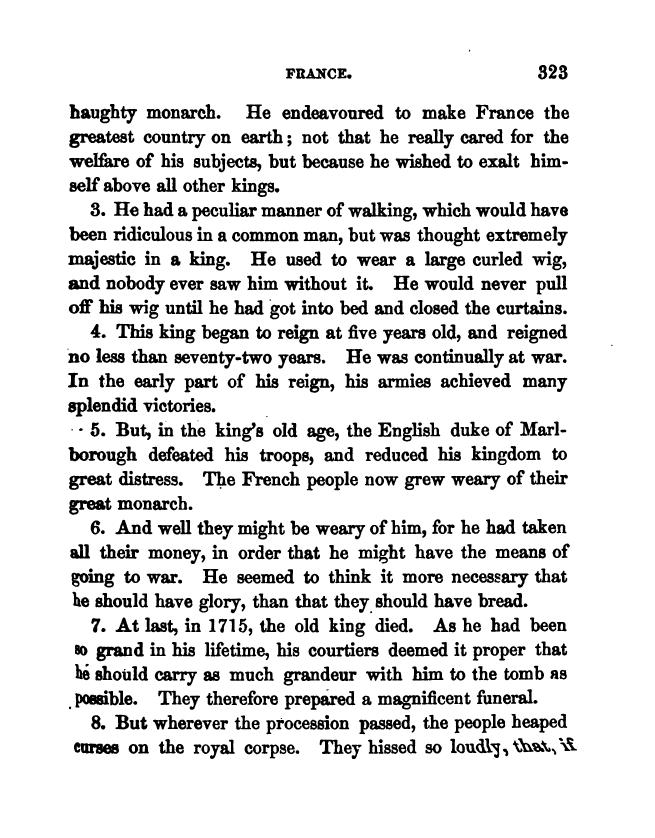 FRANCE. 323
haughty monarch. He endeavoured to make France the
greatest country on earth; not that he really cared for the
welfare of his subjects, but because he wished to exalt him-
self above all other kings.
3. He had a peculiar manner of walking, which would have
been ridiculous in a common man, but was thought extremely
majestic in a king. He used to wear a large curled wig,
and nobody ever saw him without it. He would never pull
off his wig until he had got into bed and closed the curtains.
4. This king began to reign at five years old, and reigned
no less than seventy-two years. He was continually at war.
In the early part of his reign, his armies achieved many
splendid victories.
5. But, in the king's old age, the English duke of Marl-
borough defeated his troops, and reduced his kingdom to
great distress. The French people now grew weary of their
great monarch.
6. And well they might be weary of him, for he had taken
all their money, in order that he might have the means of
going to war. He seemed to think it more necessary that
he should have glory, than that they should have bread.
7. At last, in 1715, the old king died. As he had been
so grand in his lifetime, his courtiers deemed it proper that
he should carry as much grandeur with him to the tomb as
possible. They therefore prepared a magnificent funeral.
8. But wherever the procession passed, the people heaped
curses on the royal corpse. They hissed so loudly, that, if